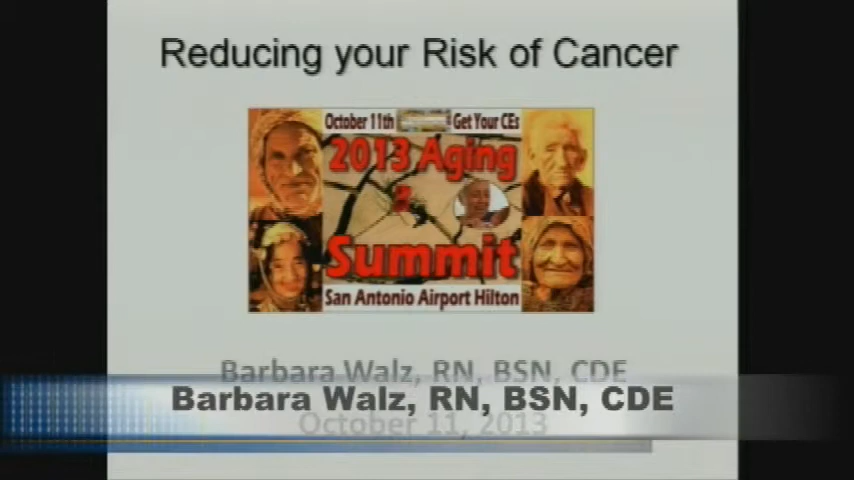 Reducing your Risk of Cancer
October 11th Get Your CEs
2013 Aging
Summit
San Antonio Airport Hilton
Barbara Walz, RN, BSN, CDE
Barbara Walz, RN, BSN, CDE
October 11, 2013